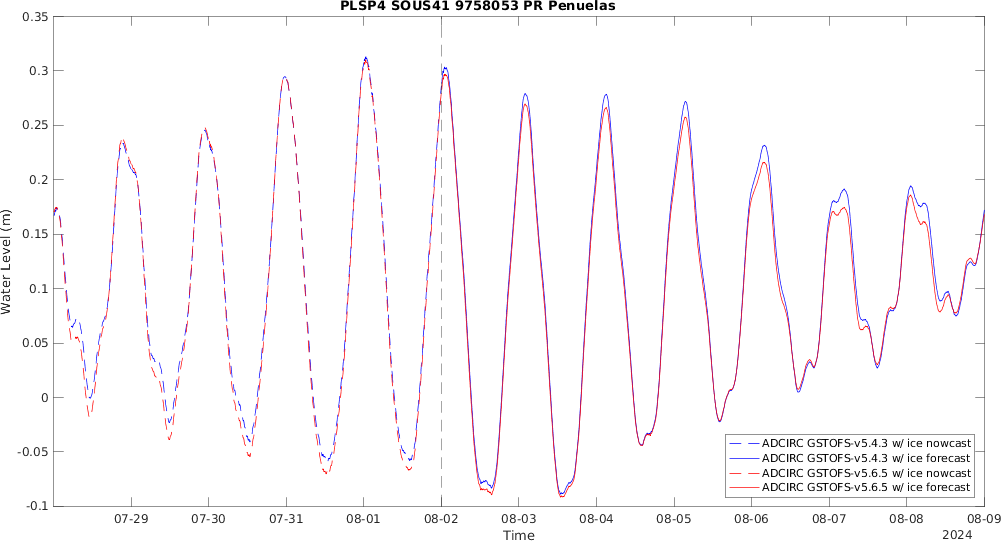 PLSP4 SOUS41 9758053 PR Penuelas
0.35
0.3
0.25
0.2
0.15
0.1
0.05
0
-0.05
-0.1
Water Level (m)
ADCIRC GSTOFS-v5.4.3 w/ ice nowcast
ADCIRC GSTOFS-v5.4.3 w/ ice forecast
ADCIRC GSTOFS-v5.6.5 w/ ice nowcast
ADCIRC GSTOFS-v5.6.5 w/ ice forecast
07-29 07-30 07-31 08-01 08-02 08-03 08-04 08-05 08-06 08-07 08-08 08-09
Time
2024